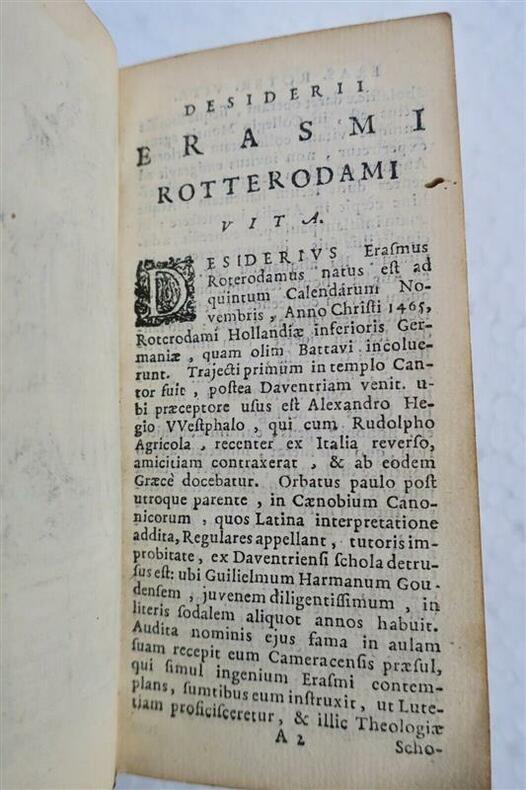 DESIDERII
ERASMI
ROTTERODAMI
VITA.
DESIDERIVS Erasmus
Roterodamus natus est ad
quintum Calendarum No-
vembris, Anno Christi 1465,
Roterodami Hollandiæ inferioris Ger-
maniæ, quam olim Battavi incolue-
runt. Trajecti primum in templo Can-
tor fuit, postea Daventriam venit. u-
bi præceptore usus est Alexandro He-
gio VVestphalo, qui cum Rudolpho
Agricola, recenter ex Italia reverso,
amicitiam contraxerat, & ab eodem
Græcè docebatur. Orbatus paulo post
utroque parente, in Cænobium Cano-
nicorum, quos Latina interpretatione
addita, Regulares appellant, tutoris im-
probitate, ex Daventriensi schola detru-
sus est: ubi Guilielmum Harmanum Gou-
densem, juvenem diligentissimum, in
literis sodalem aliquot annos habuit.
Audita nominis ejus fama in aulam
suam recepit eum Cameracensis præsul,
qui simul ingenium Erasmi contem-
plans, sumtibus eum instruxit, ut Lute-
tiam proficisceretur, & illic Theologiæ
A 2
Scho-